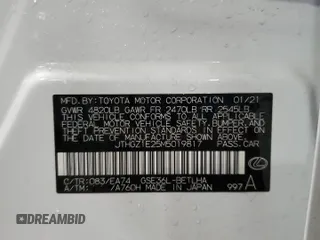 MFD BY: TOYOTA MOTOR CORPORATION 01/21
GVWR 4820LB GAWR FR 2470LB RR 2545LB
THIS VEHICLE CONFORMS TO ALL APPLICABLE
FEDERAL MOTOR VEHICLE SAFETY, BUMPER, AND
THEFT PREVENTION STANDARDS IN EFFECT ON
THE DATE OF MANUFACTURE SHOWN ABOVE.
JTHGZ1E25M5019817 PASS.CAR
C/TR: 083/EA74 GSE36L-BETLHA
A/TM: /A760H MADE IN JAPAN 997 A
DREAMBID